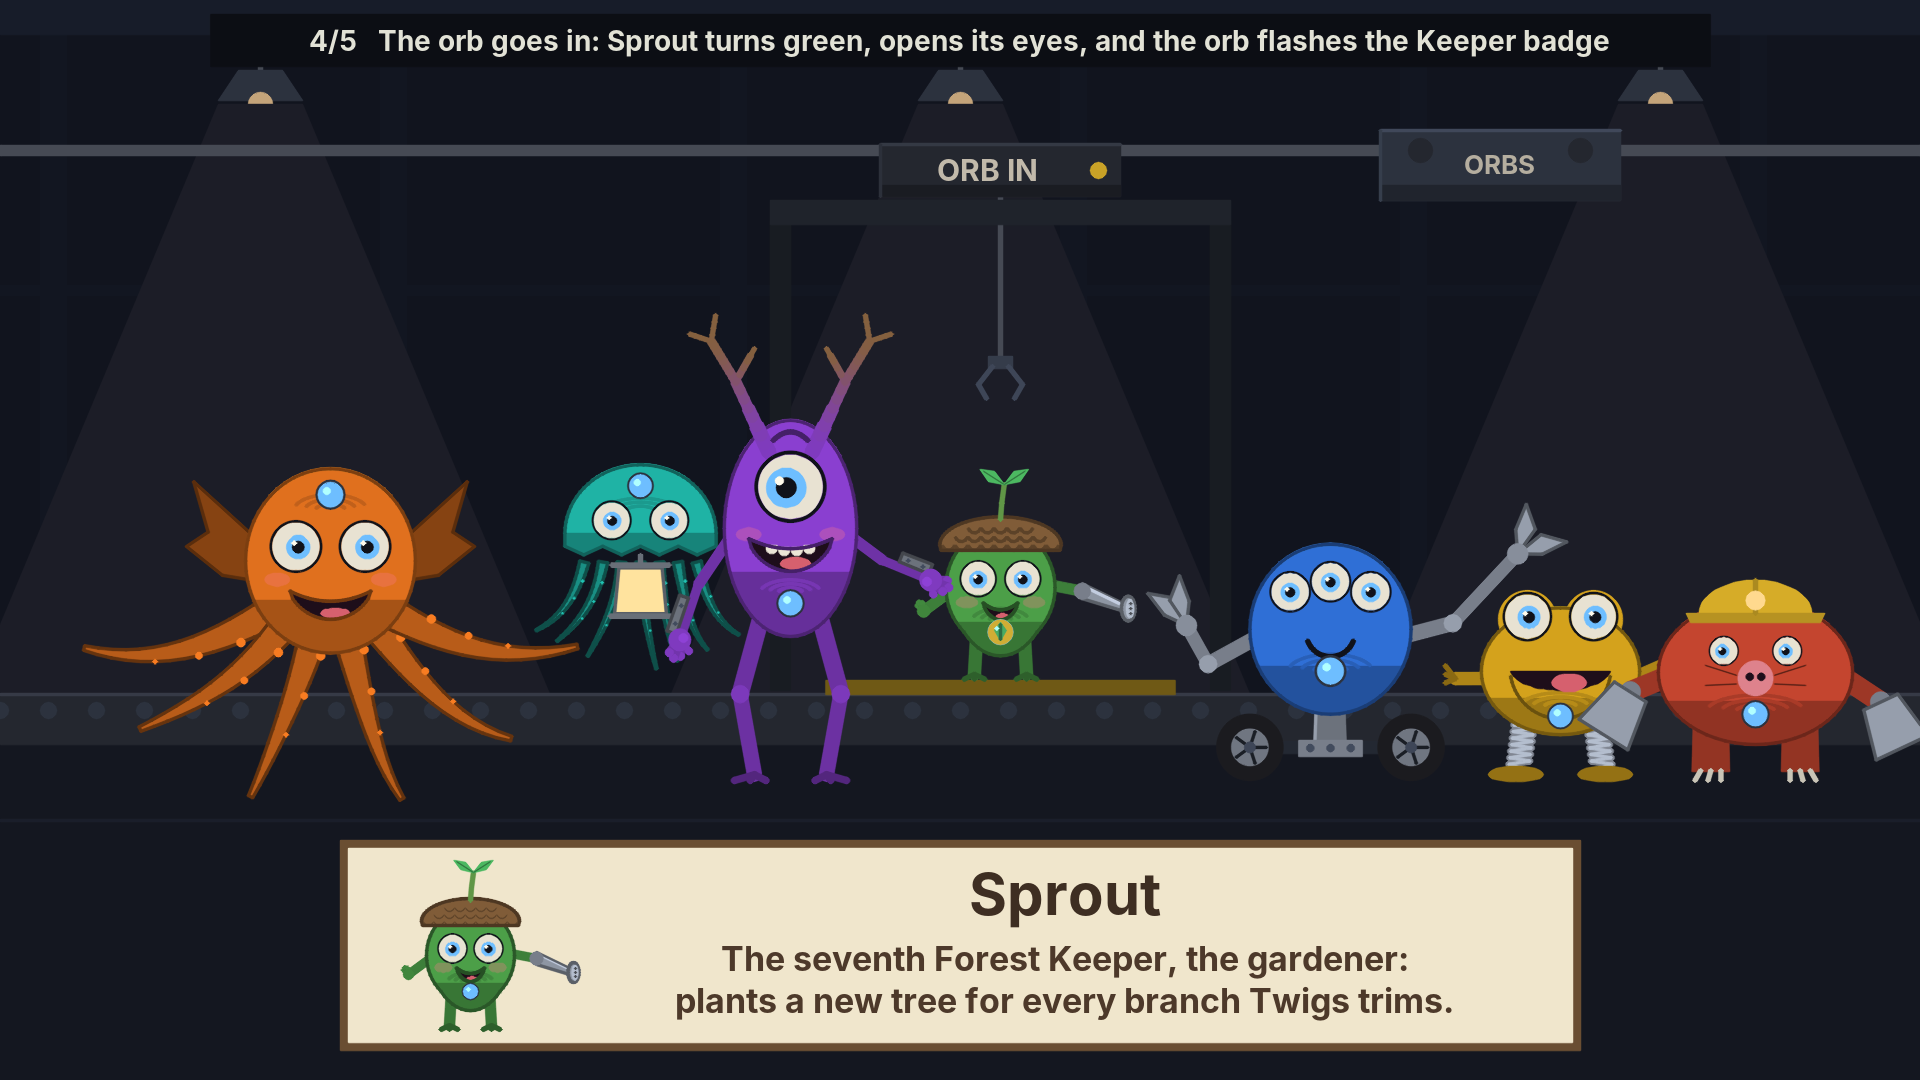 4/5 The orb goes in: Sprout turns green, opens its eyes, and the orb flashes the Keeper badge
ORB IN
ORBS
Sprout
The seventh Forest Keeper, the gardener:
plants a new tree for every branch Twigs trims.